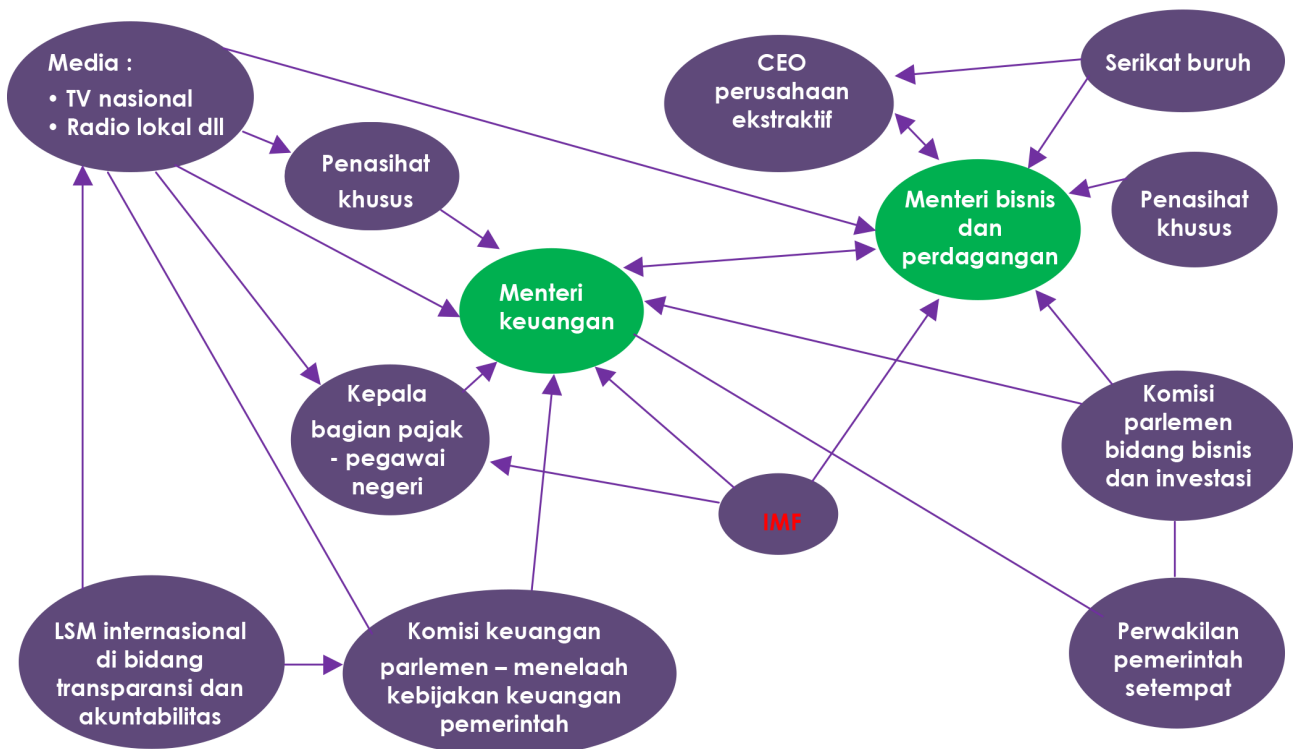 Media :
• TV nasional
• Radio lokal dll
CEO
perusahaan
ekstraktif
Serikat buruh
Penasihat
khusus
Penasihat
khusus
Menteri bisnis
dan
perdagangan
Menteri
keuangan
Kepala
bagian pajak
- pegawai
negeri
Komisi
parlemen
bidang bisnis
dan investasi
IMF
LSM internasional
di bidang
transparansi dan
akuntabilitas
Komisi keuangan
parlemen – menelaah
kebijakan keuangan
pemerintah
Perwakilan
pemerintah
setempat